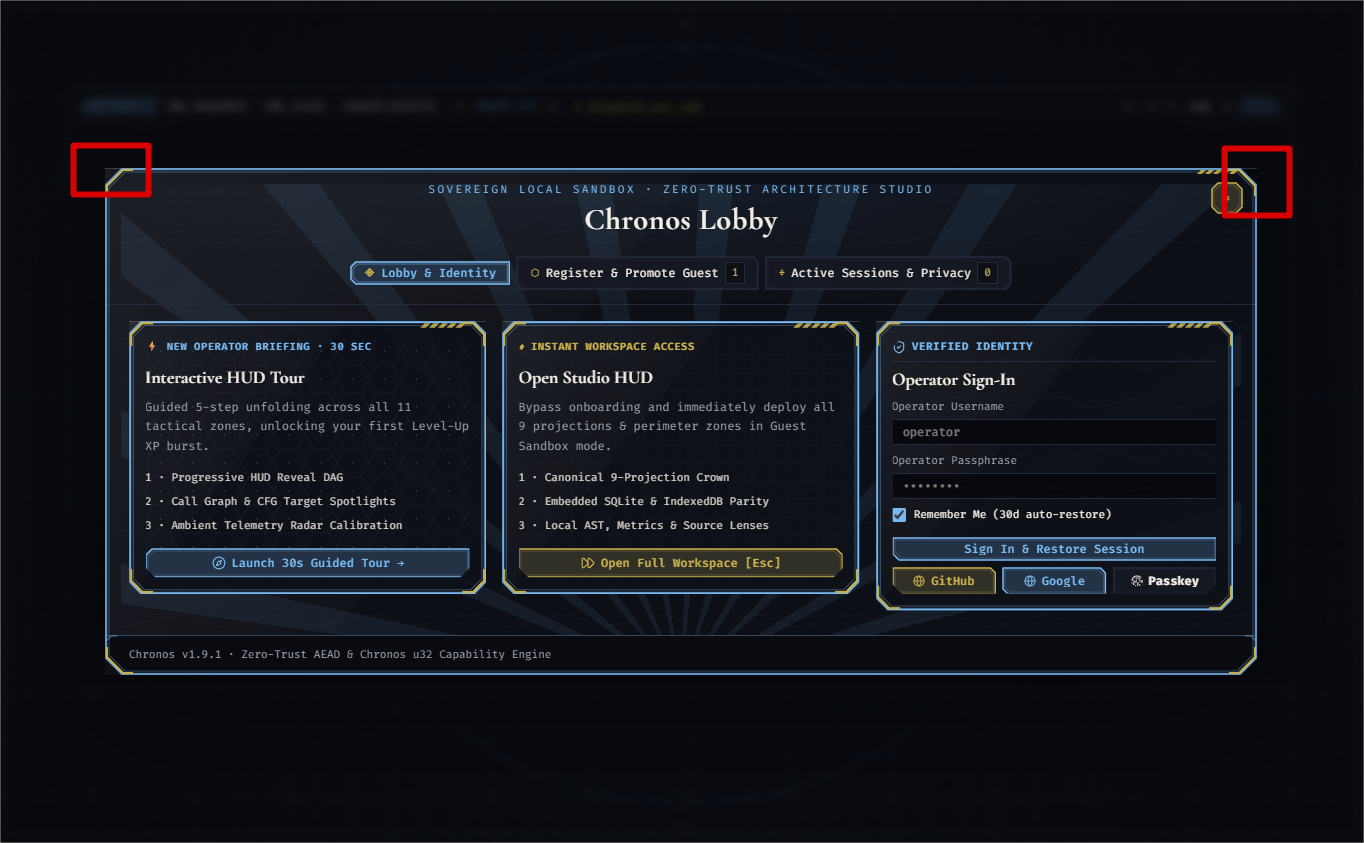 SOVEREIGN LOCAL SANDBOX · ZERO-TRUST ARCHITECTURE STUDIO
Chronos Lobby
Lobby & Identity
Register & Promote Guest 1
Active Sessions & Privacy 0
NEW OPERATOR BRIEFING · 30 SEC
Interactive HUD Tour
Guided 5-step unfolding across all 11
tactical zones, unlocking your first Level-Up
XP burst.
1 · Progressive HUD Reveal DAG
2 · Call Graph & CFG Target Spotlights
3 · Ambient Telemetry Radar Calibration
Launch 30s Guided Tour →
INSTANT WORKSPACE ACCESS
Open Studio HUD
Bypass onboarding and immediately deploy all
9 projections & perimeter zones in Guest
Sandbox mode.
1 · Canonical 9-Projection Crown
2 · Embedded SQLite & IndexedDB Parity
3 · Local AST, Metrics & Source Lenses
Open Full Workspace [Esc]
VERIFIED IDENTITY
Operator Sign-In
Operator Username
operator
Operator Passphrase
••••••••
Remember Me (30d auto-restore)
Sign In & Restore Session
GitHub
Google
Passkey
Chronos v1.9.1 · Zero-Trust AEAD & Chronos u32 Capability Engine